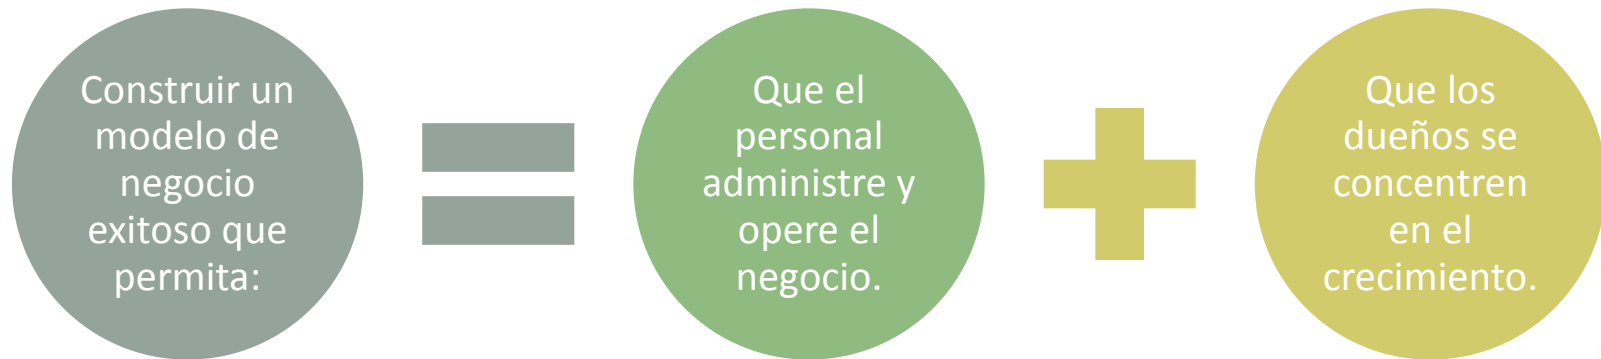 Construir un
modelo de
negocio
exitoso que
permita:
Que el
personal
administre y
opere el
negocio.
Que los
dueños se
concentren
en el
crecimiento.